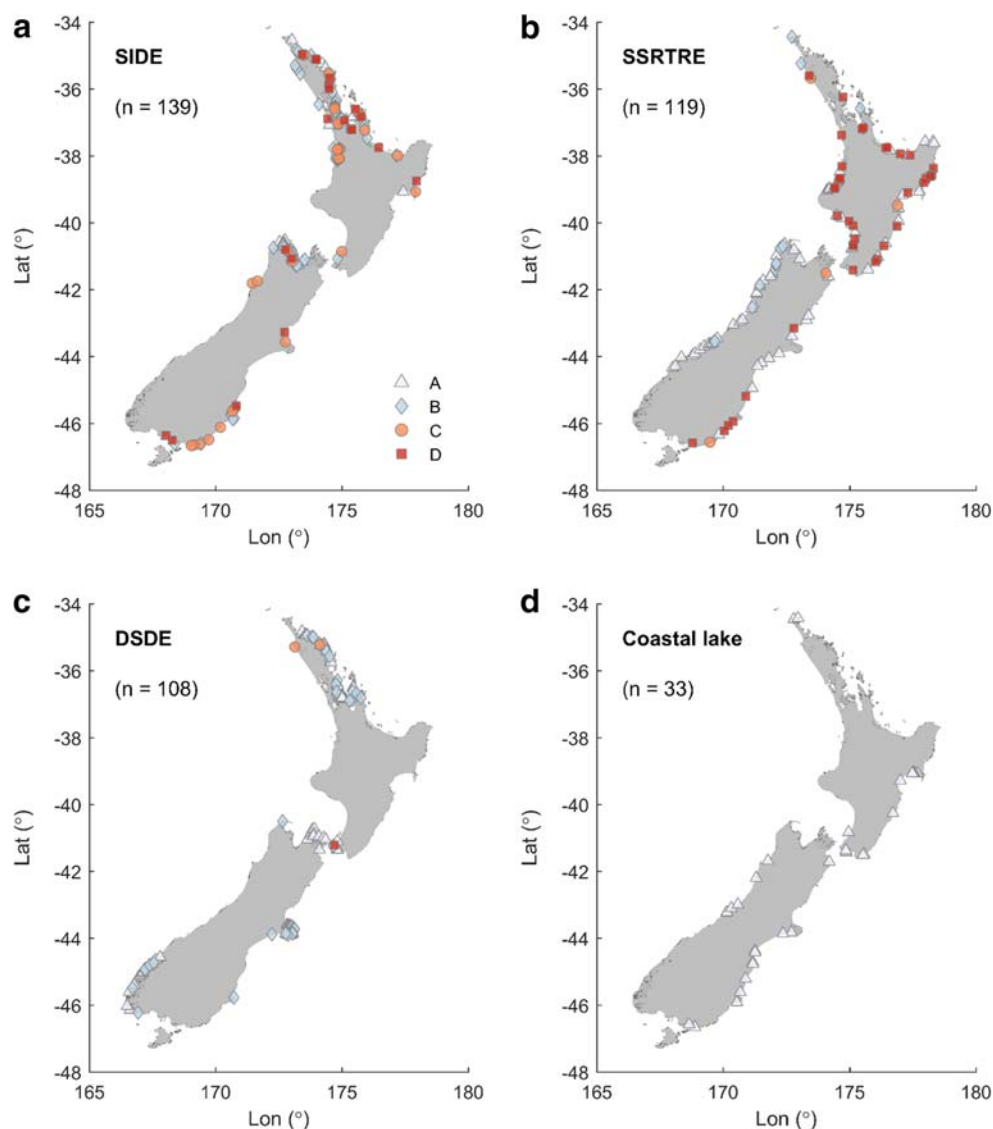 a
SIDE
(n = 139)
Lat (°)
-34
-36
-38
-40
-42
-44
-46
-48
165
170
175
180
Lon (°)
A
B
C
D
b
SSRTRE
(n = 119)
Lat (°)
-34
-36
-38
-40
-42
-44
-46
-48
165
170
175
180
Lon (°)
c
DSDE
(n = 108)
Lat (°)
-34
-36
-38
-40
-42
-44
-46
-48
165
170
175
180
Lon (°)
d
Coastal lake
(n = 33)
Lat (°)
-34
-36
-38
-40
-42
-44
-46
-48
165
170
175
180
Lon (°)